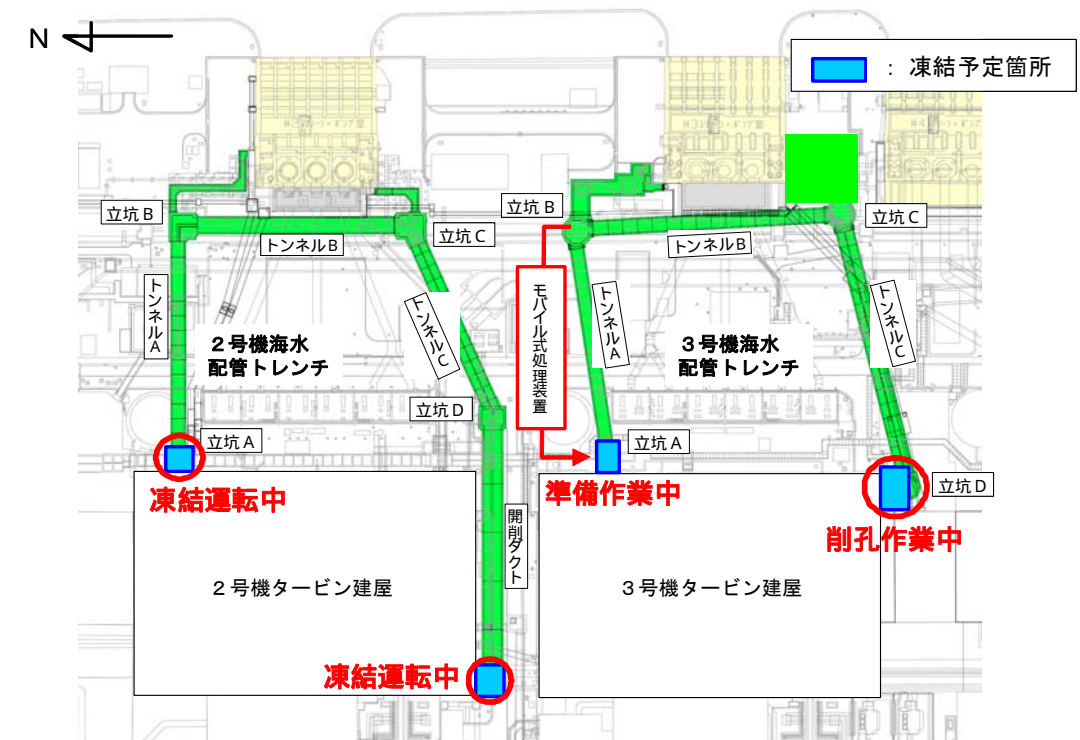 N
：凍結予定箇所
立坑B
立坑C
立坑B
立坑C
トンネルB
トンネルB
トンネルA
トンネルC
モバイル式処理装置
トンネルA
トンネルC
２号機海水
配管トレンチ
３号機海水
配管トレンチ
立坑D
立坑A
立坑A
立坑D
凍結運転中
準備作業中
削孔作業中
開削ダクト
２号機タービン建屋
３号機タービン建屋
凍結運転中